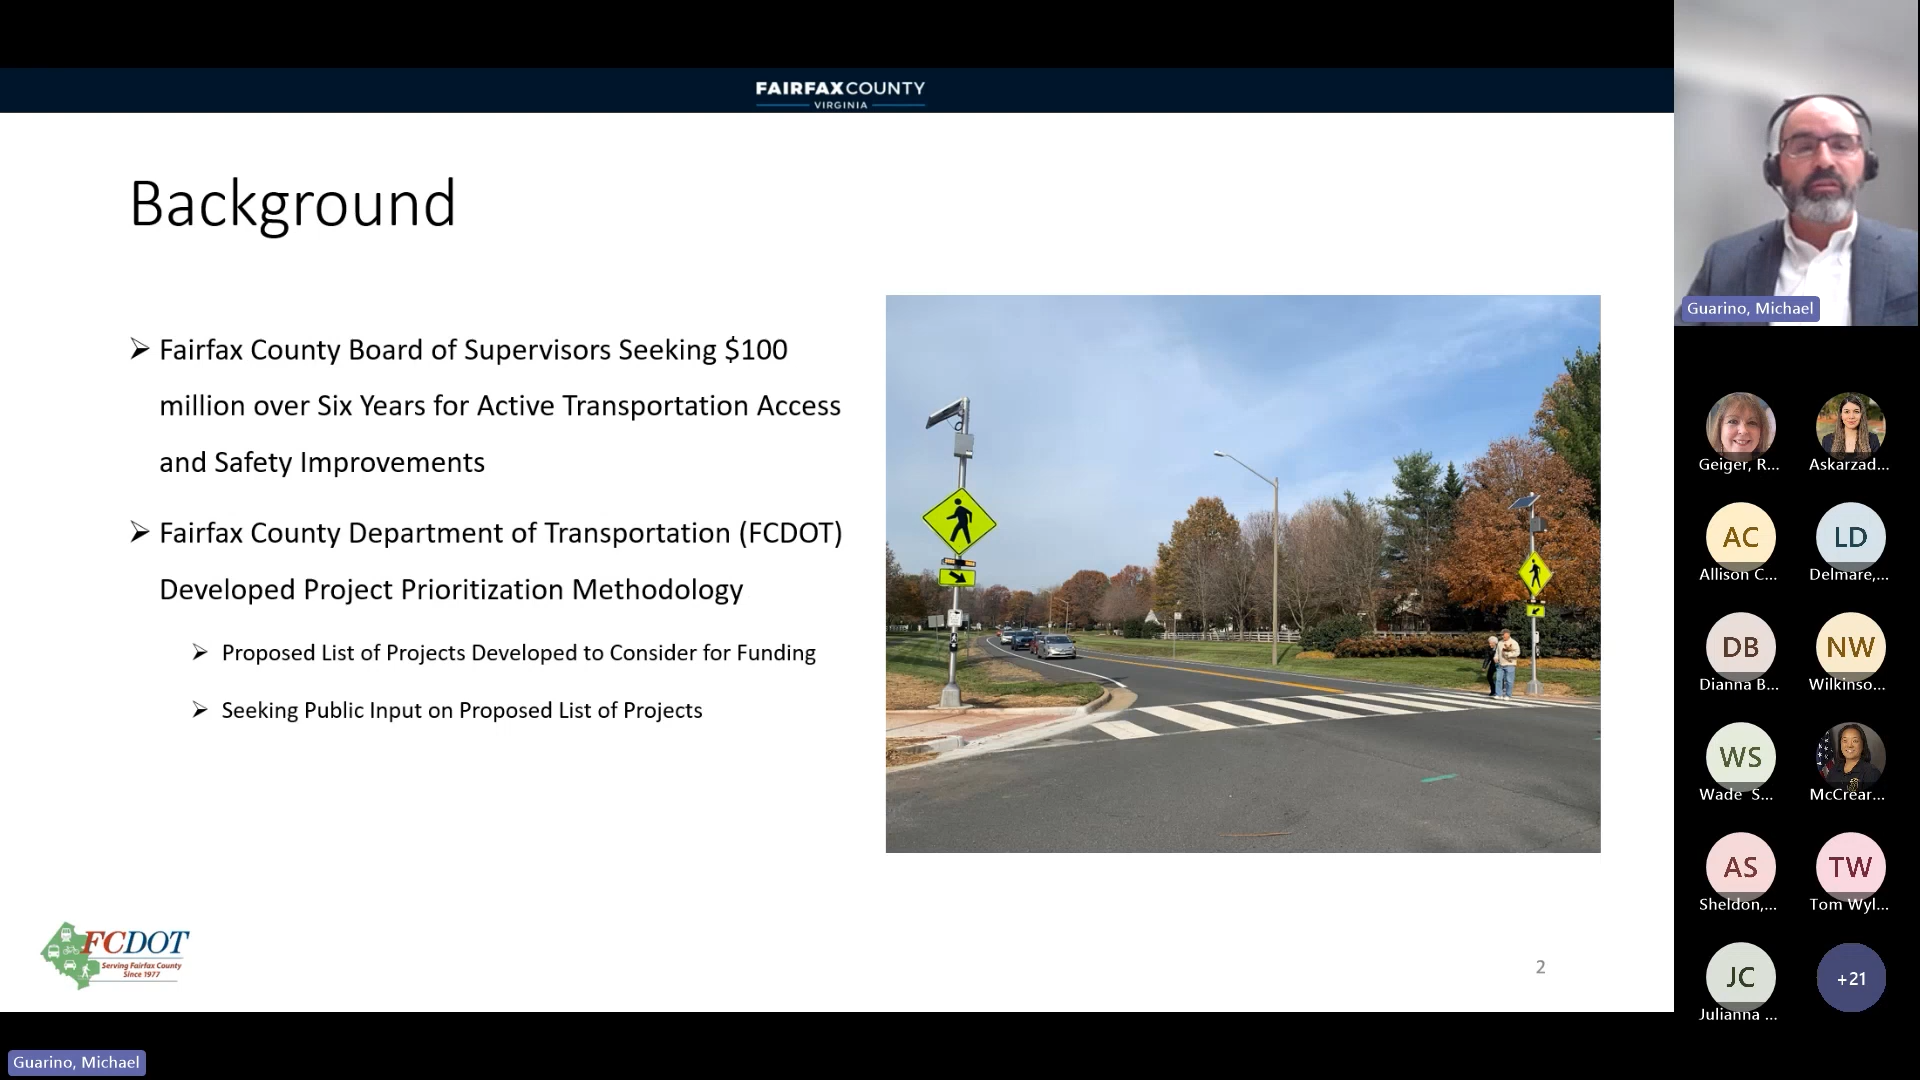 FAIRFAXCOUNTY
VIRGINIA
Background
Fairfax County Board of Supervisors Seeking $100
million over Six Years for Active Transportation Access
and Safety Improvements
Fairfax County Department of Transportation (FCDOT)
Developed Project Prioritization Methodology
Proposed List of Projects Developed to Consider for Funding
Seeking Public Input on Proposed List of Projects
FCDOT
Serving Fairfax County
Since 1977
2
Guarino, Michael
Guarino, Michael
Geiger, R...
Askarzad...
AC
Allison C...
LD
Delmare,...
DB
Dianna B...
NW
Wilkinso...
WS
Wade S...
McCrear...
AS
Sheldon,...
TW
Tom Wyl...
JC
Julianna ...
+21